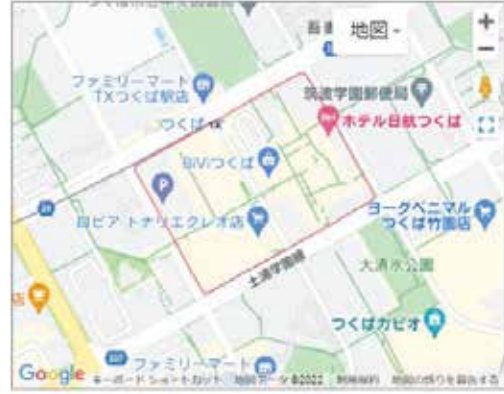 地図
ファミリーマート
TXつくば駅店
筑波学園郵便局
つくば
ホテル日航つくば
BiViつくば
P
トナリエクレオ店
ヨークベニマル
つくば竹園店
土浦学園線
大清水公園
つくばカピオ
店
ファミリーマート
Google
キーボード ショートカット
地図データ ©2022
利用規約
地図の誤りを報告する